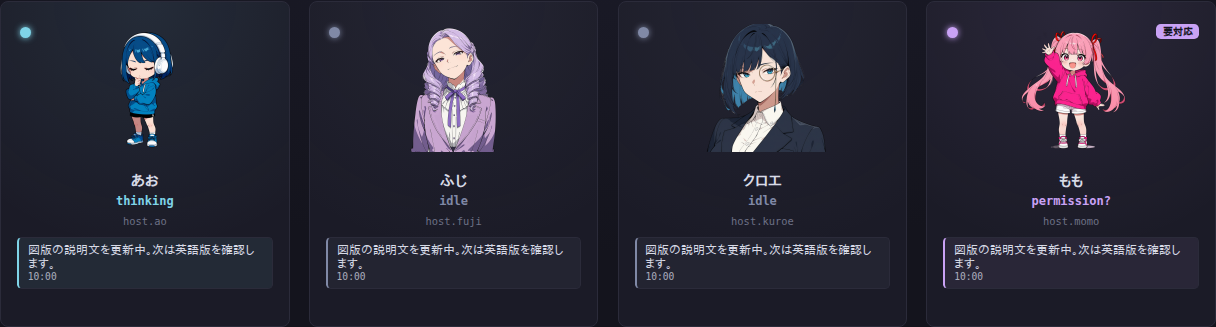 要対応
あお
thinking
host.ao
図版の説明文を更新中。次は英語版を確認し
ます。
10:00
ふじ
idle
host.fuji
図版の説明文を更新中。次は英語版を確認し
ます。
10:00
クロエ
idle
host.kuroe
図版の説明文を更新中。次は英語版を確認し
ます。
10:00
もも
permission?
host.momo
図版の説明文を更新中。次は英語版を確認し
ます。
10:00